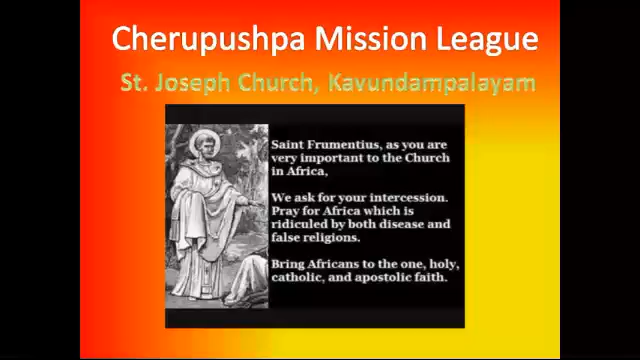 Cherupushpa Mission League
St. Joseph Church, Kavundampalayam
Saint Frumentius, as you are
very important to the Church
in Africa,
We ask for your intercession.
Pray for Africa which is
ridiculed by both disease and
false religions.
Bring Africans to the one, holy,
catholic, and apostolic faith.